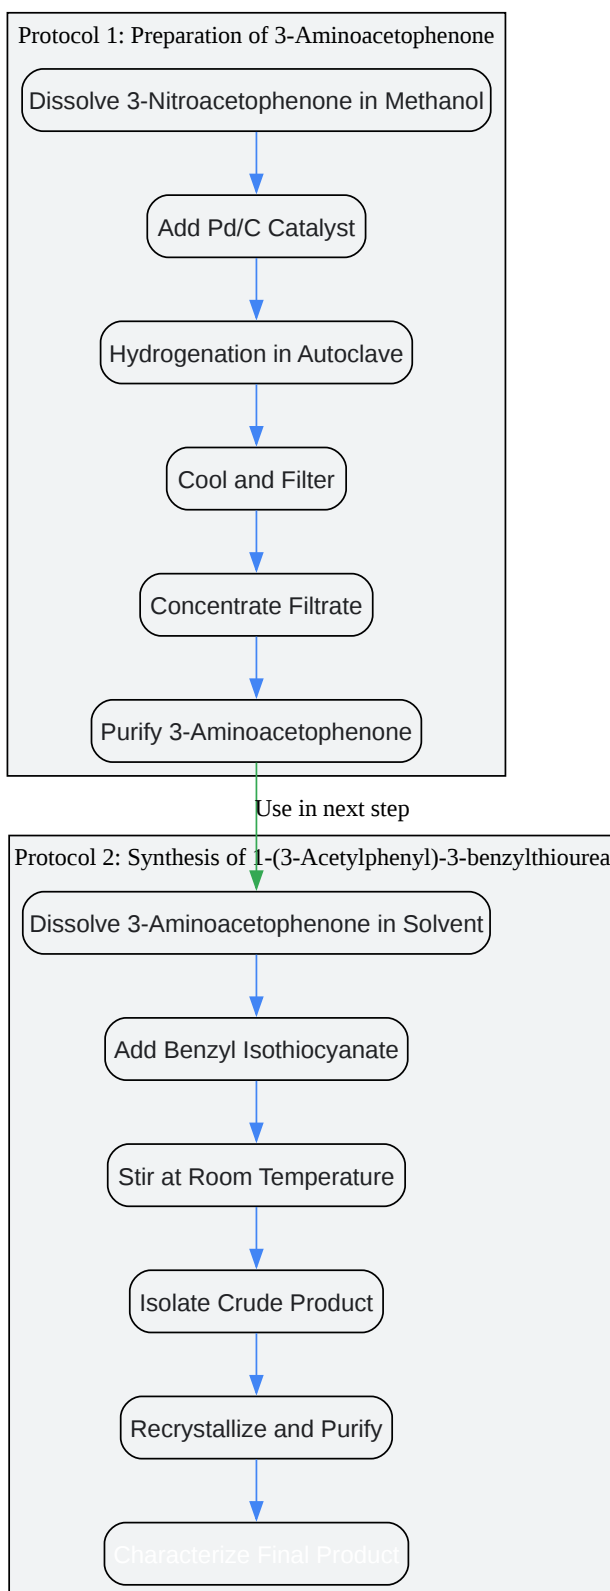 Protocol 1: Preparation of 3-Aminoacetophenone
Dissolve 3-Nitroacetophenone in Methanol
Add Pd/C Catalyst
Hydrogenation in Autoclave
Cool and Filter
Concentrate Filtrate
Purify 3-Aminoacetophenone
Use in next step
Protocol 2: Synthesis of 1-(3-Acetylphenyl)-3-benzylthiourea
Dissolve 3-Aminoacetophenone in Solvent
Add Benzyl Isothiocyanate
Stir at Room Temperature
Isolate Crude Product
Recrystallize and Purify
Characterize Final Product